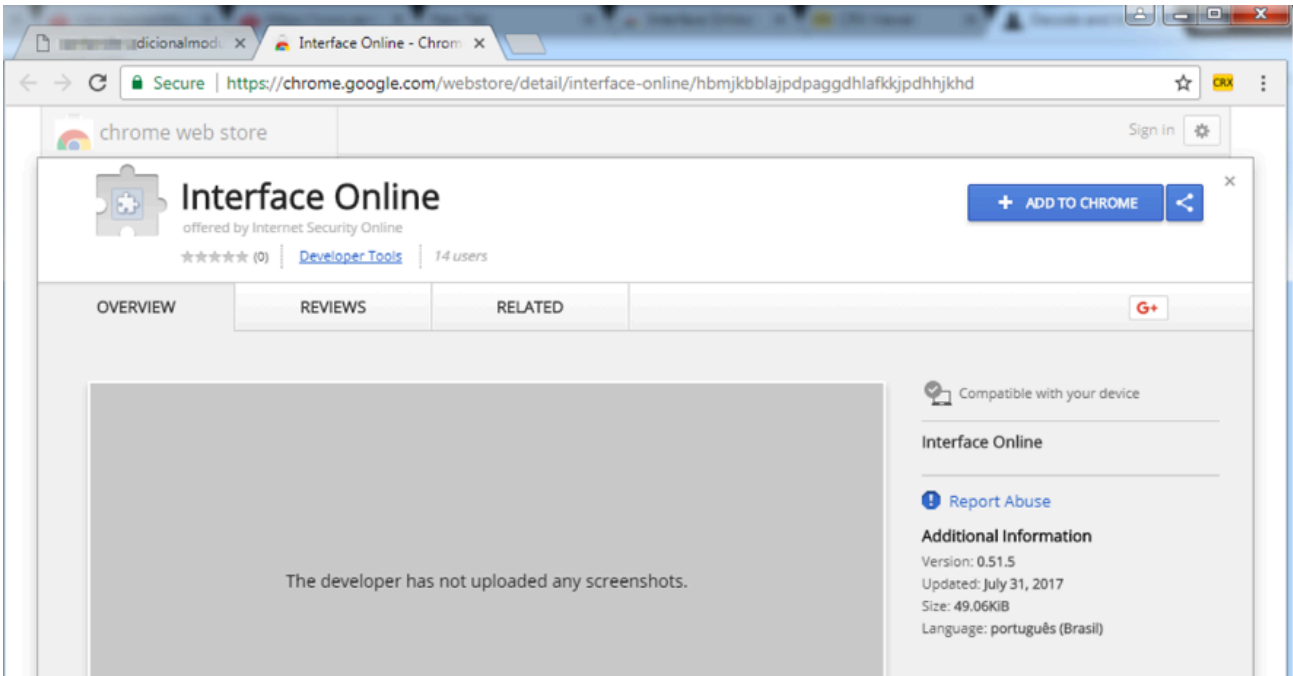 dicionalmod
Interface Online - Chrom
Secure | https://chrome.google.com/webstore/detail/interface-online/hbmjkbblajpdpaggdhlafkkjpdhhjkhd
CRX
chrome web store
Sign in
Interface Online
+ ADD TO CHROME
offered by Internet Security Online
(0)
Developer Tools
14 users
OVERVIEW
REVIEWS
RELATED
G+
Compatible with your device
Interface Online
Report Abuse
Additional Information
Version: 0.51.5
Updated: July 31, 2017
Size: 49.06KiB
Language: português (Brasil)
The developer has not uploaded any screenshots.